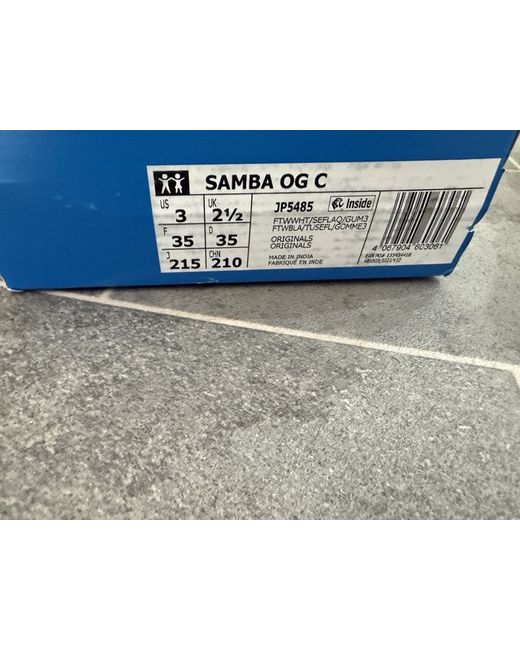 SAMBA OG C
US 3 UK 2½
F 35 D 35
J 215 CHN 210
JP5485 Inside
FTWWHT/SEFLAQ/GUM3
FTWBLA/TUSEFL/GOMME3
ORIGINALS
ORIGINALS
MADE IN INDIA
FABRIQUÉ EN INDE
4 067904 603061